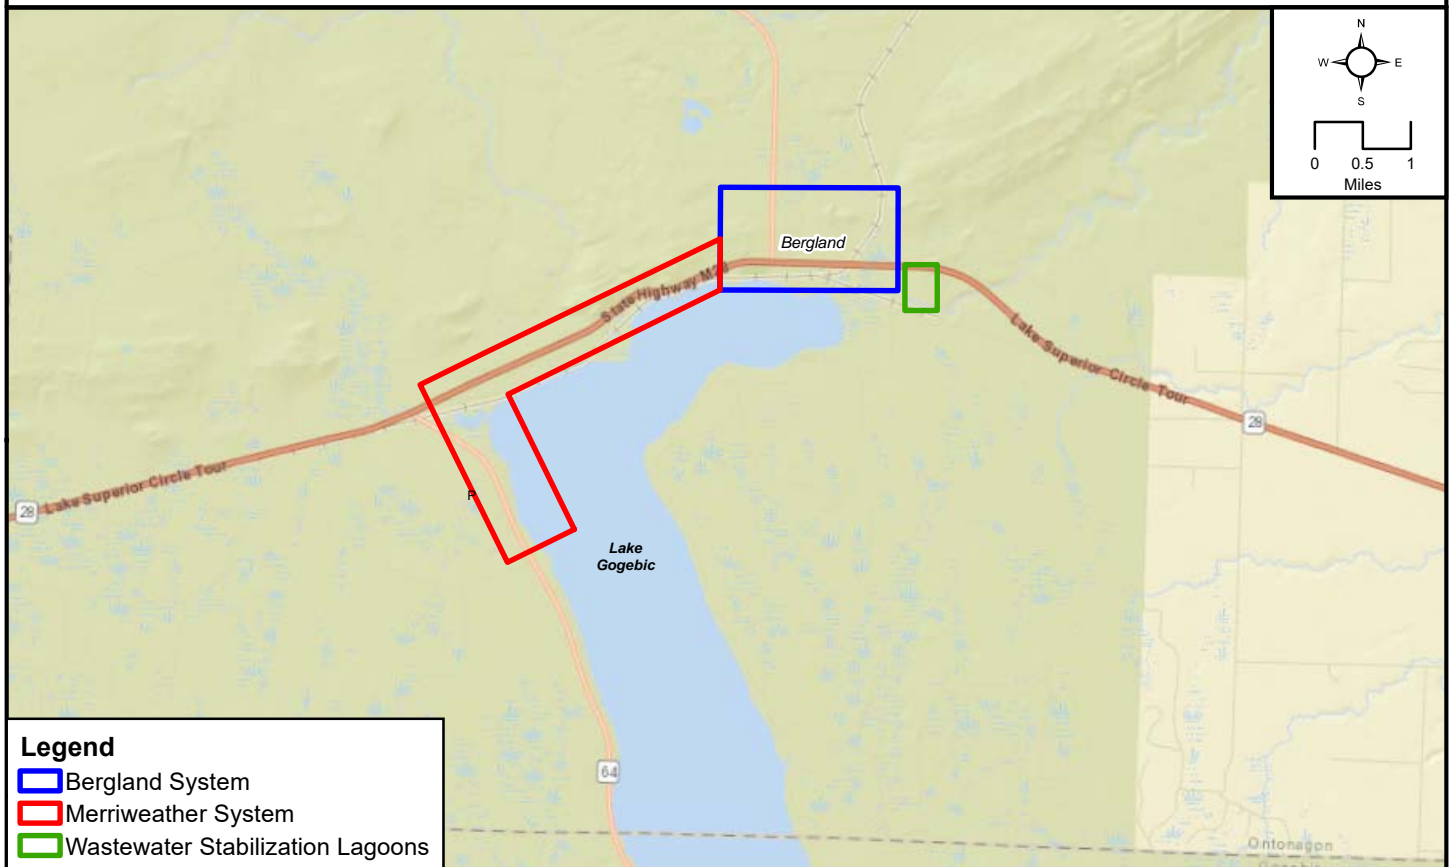 N
W E
S
0 0.5 1
Miles
Bergland
State Highway M28
Lake Superior Circle Tour
28
Lake Superior Circle Tour
28
P
Lake
Gogebic
64
Legend
Bergland System
Merriweather System
Wastewater Stabilization Lagoons
Ontonagon